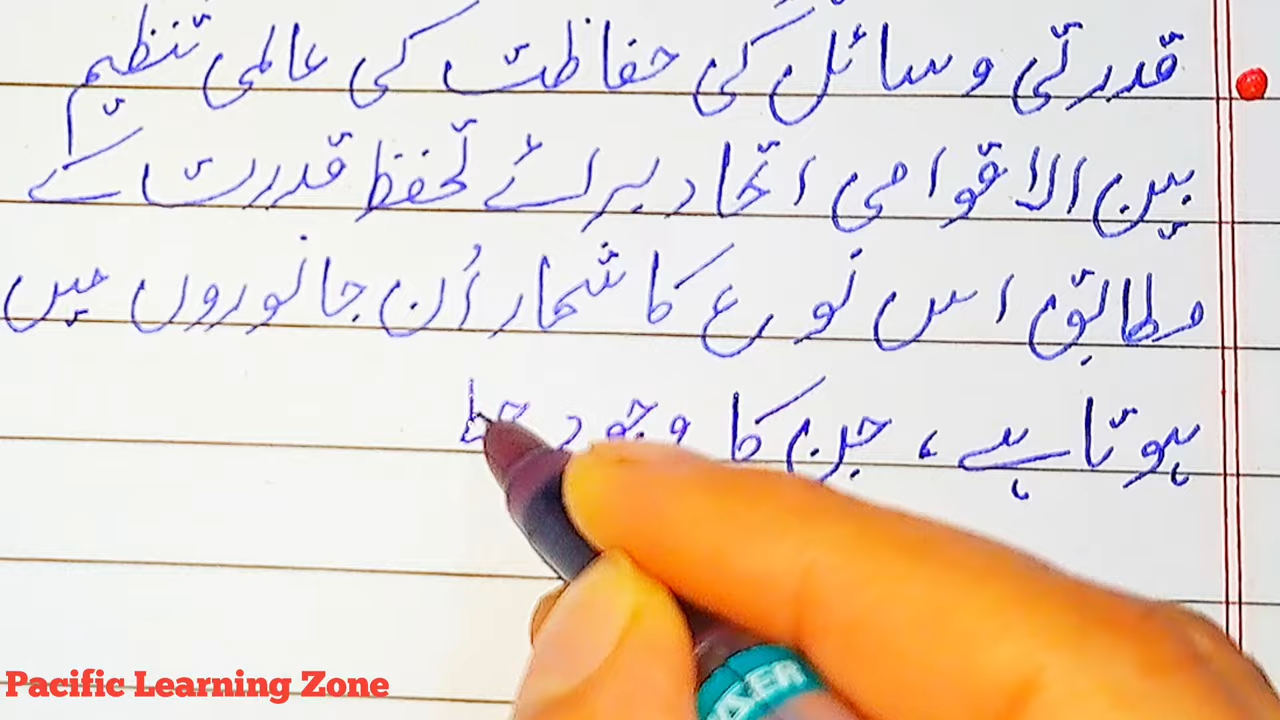 قدرتی وسائل کی حفاظت کی عالمی تنظیم
بین الاقوامی اتحاد برائے تحفظ قدرت کے
مطابق اس نوع کا شمار اُن جانوروں میں
ہوتا ہے، جن کا وجود خط
Pacific Learning Zone